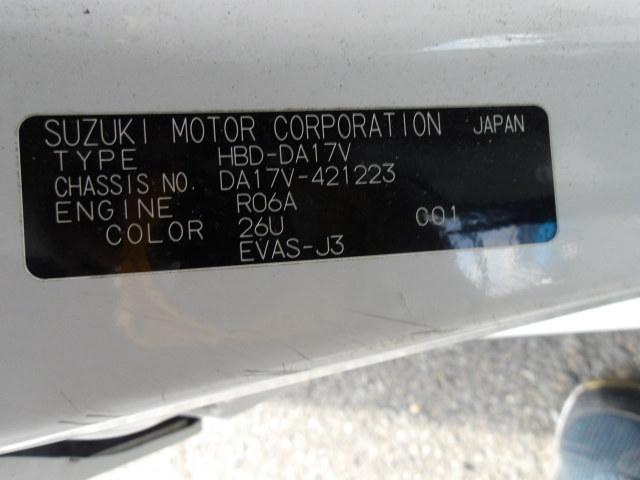 SUZUKI MOTOR CORPORATION JAPAN
TYPE HBD-DA17V
CHASSIS NO. DA17V-421223
ENGINE R06A
COLOR 26U C01
EVAS-J3